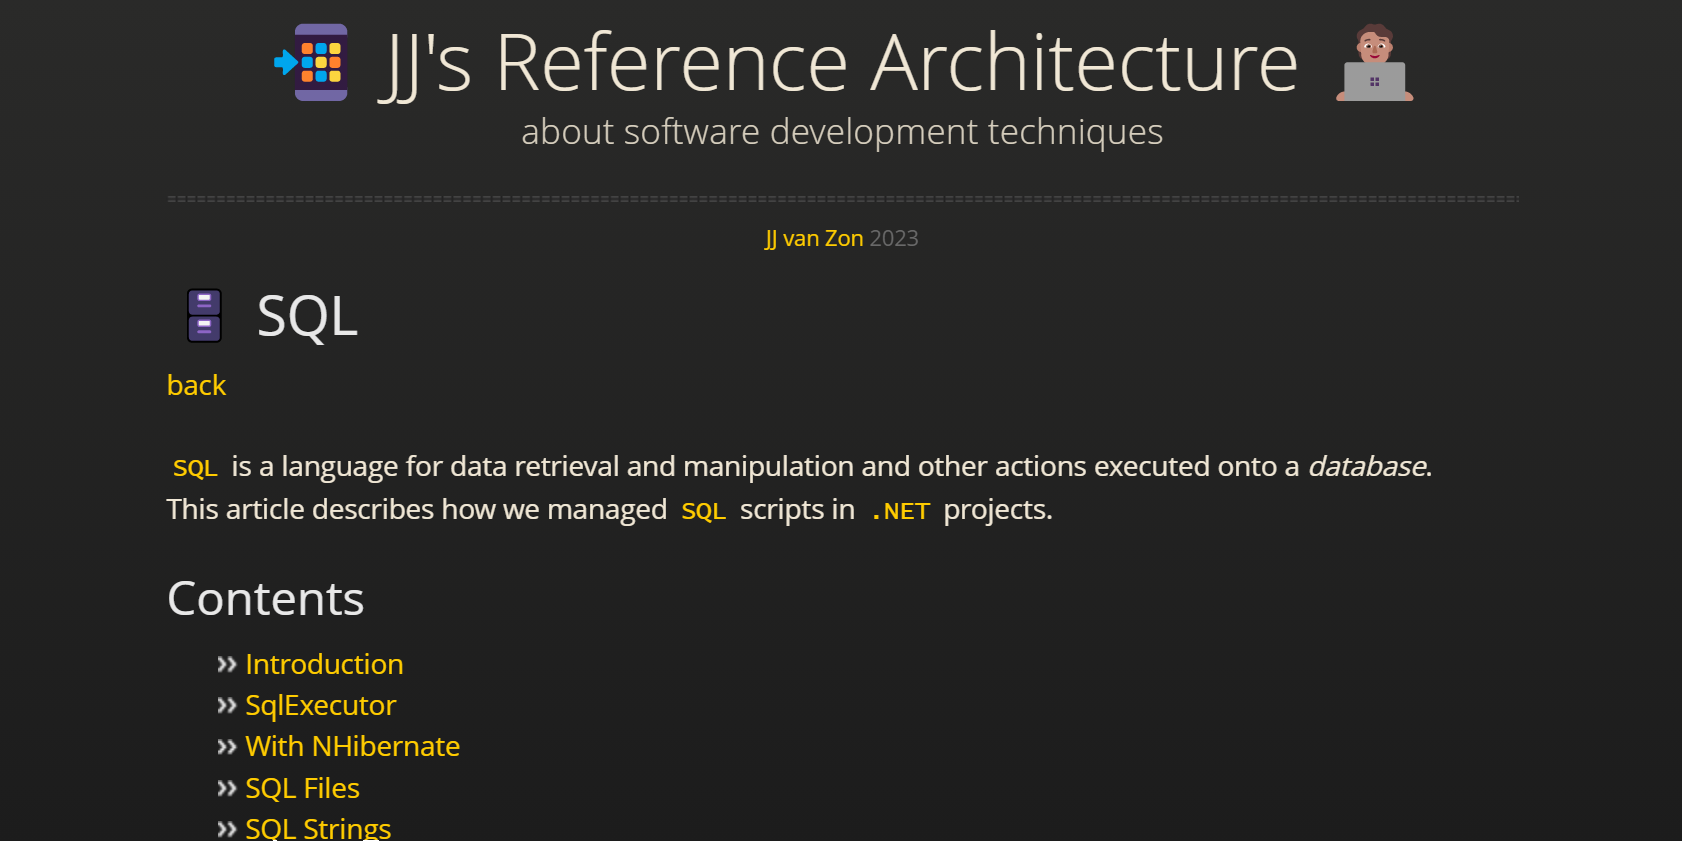 JJ's Reference Architecture
about software development techniques
JJ van Zon 2023
SQL
back
SQL is a language for data retrieval and manipulation and other actions executed onto a database.
This article describes how we managed SQL scripts in .NET projects.
Contents
Introduction
SqlExecutor
With NHibernate
SQL Files
SQL Strings